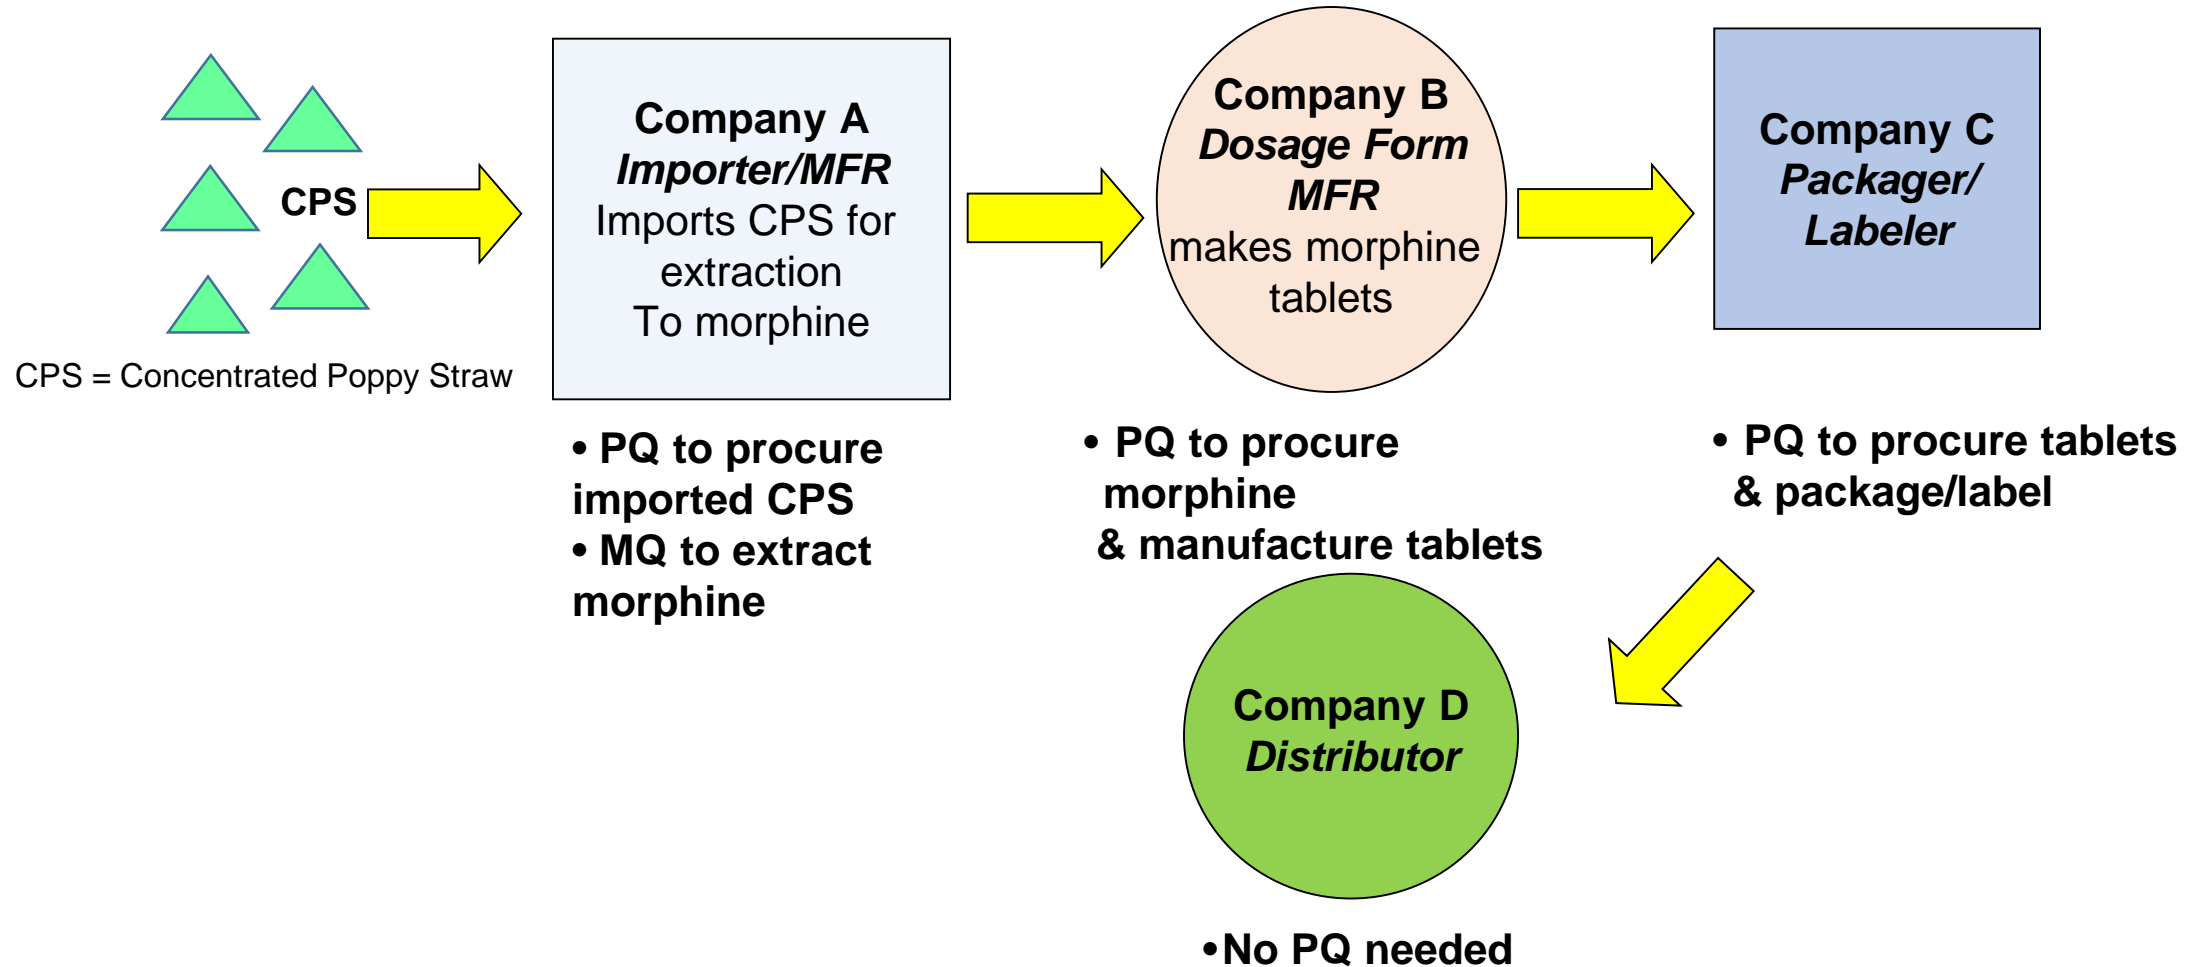 CPS
CPS = Concentrated Poppy Straw
Company A
Importer/MFR
Imports CPS for
extraction
To morphine
• PQ to procure
imported CPS
• MQ to extract
morphine
Company B
Dosage Form
MFR
makes morphine
tablets
• PQ to procure
morphine
& manufacture tablets
Company C
Packager/
Labeler
• PQ to procure tablets
& package/label
Company D
Distributor
•No PQ needed